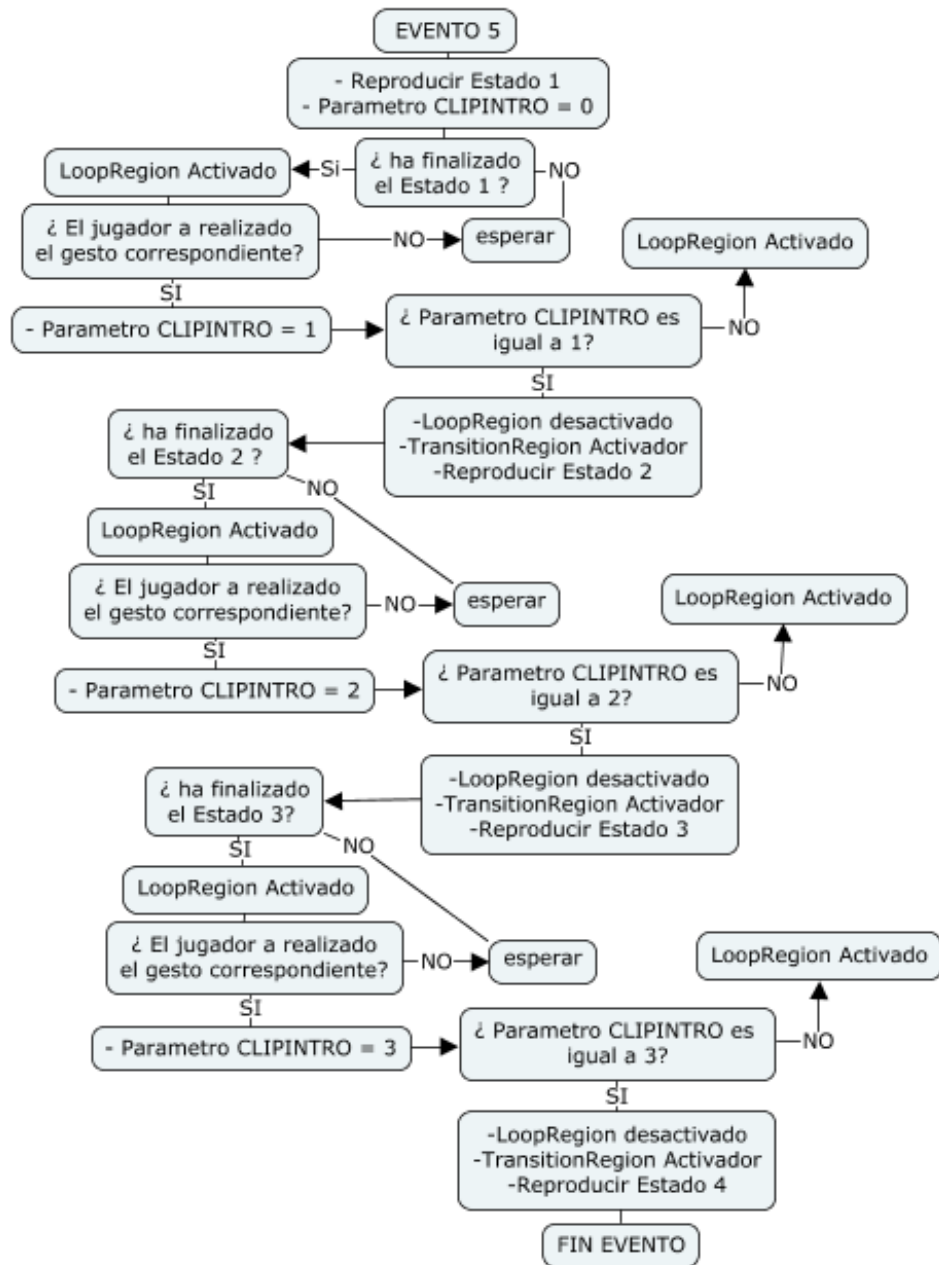 EVENTO 5
- Reproducir Estado 1
- Parametro CLIPINTRO = 0
¿ ha finalizado
el Estado 1 ?
Si
NO
LoopRegion Activado
¿ El jugador a realizado
el gesto correspondiente?
NO
esperar
LoopRegion Activado
SI
- Parametro CLIPINTRO = 1
¿ Parametro CLIPINTRO es
igual a 1?
NO
SI
-LoopRegion desactivado
-TransitionRegion Activador
-Reproducir Estado 2
¿ ha finalizado
el Estado 2 ?
SI
NO
LoopRegion Activado
¿ El jugador a realizado
el gesto correspondiente?
NO
esperar
LoopRegion Activado
SI
- Parametro CLIPINTRO = 2
¿ Parametro CLIPINTRO es
igual a 2?
NO
SI
-LoopRegion desactivado
-TransitionRegion Activador
-Reproducir Estado 3
¿ ha finalizado
el Estado 3?
SI
NO
LoopRegion Activado
¿ El jugador a realizado
el gesto correspondiente?
NO
esperar
LoopRegion Activado
SI
- Parametro CLIPINTRO = 3
¿ Parametro CLIPINTRO es
igual a 3?
NO
SI
-LoopRegion desactivado
-TransitionRegion Activador
-Reproducir Estado 4
FIN EVENTO